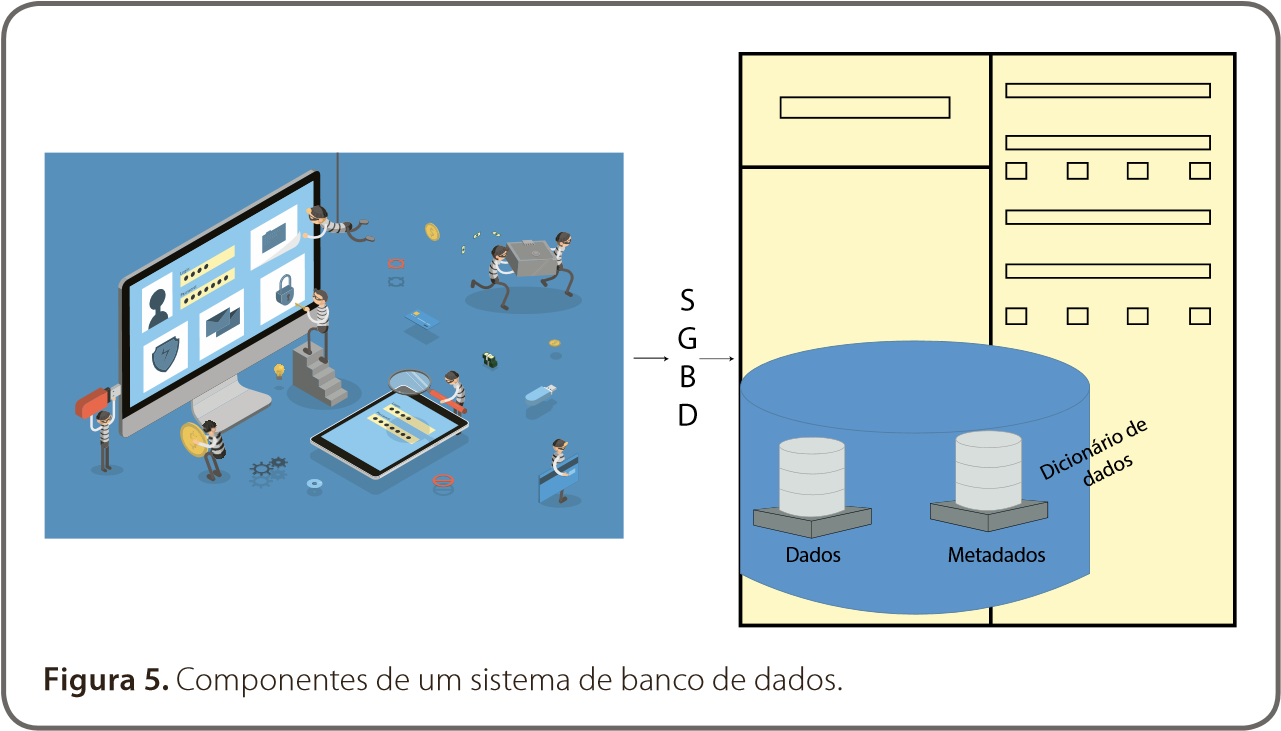 S
G
B
D
Dicionário de
dados
Dados
Metadados
Figura 5. Componentes de um sistema de banco de dados.